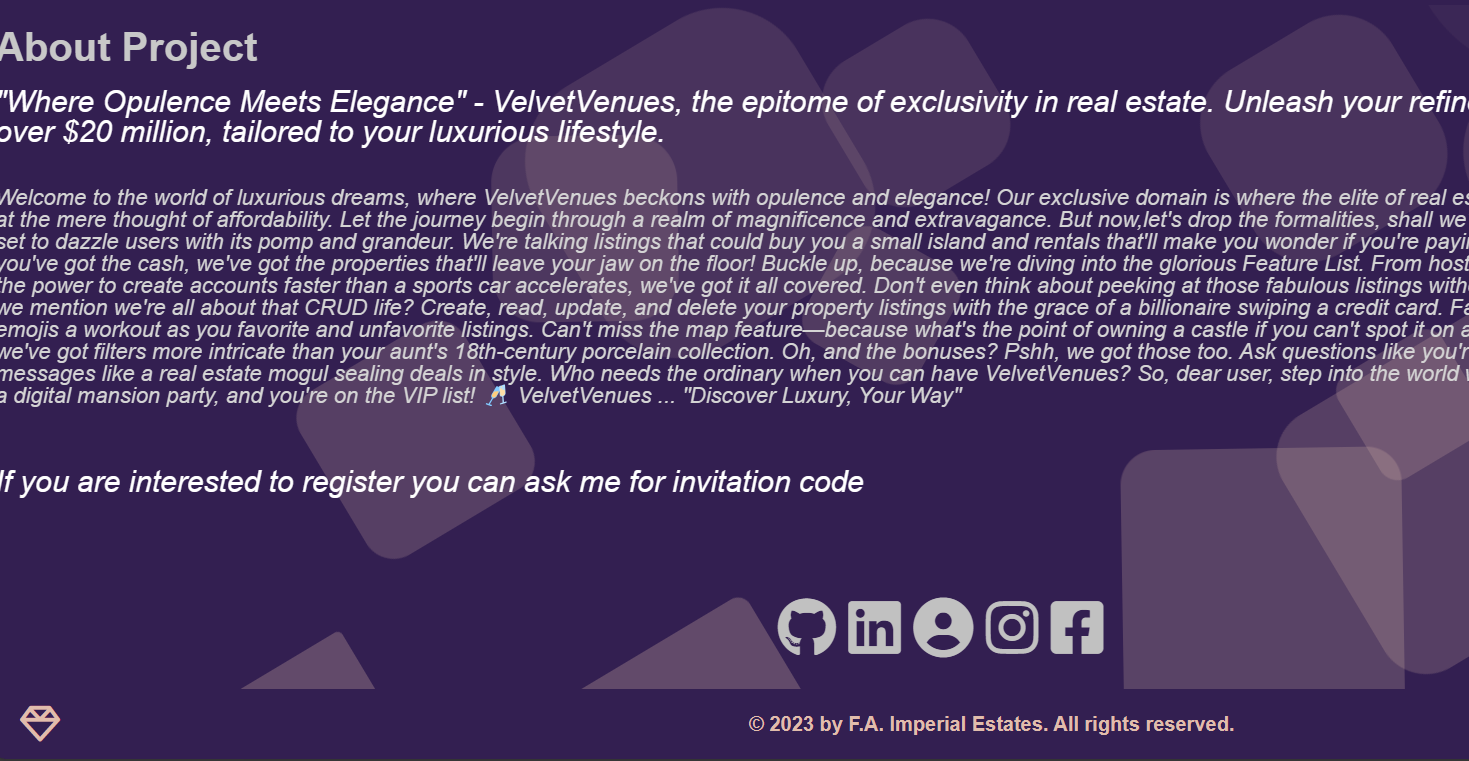 About Project
"Where Opulence Meets Elegance" - VelvetVenues, the epitome of exclusivity in real estate. Unleash your
over $20 million, tailored to your luxurious lifestyle.
Welcome to the world of luxurious dreams, where VelvetVenues beckons with opulence and elegance! Our exclusive domain is where the elite of real
at the mere thought of affordability. Let the journey begin through a realm of magnificence and extravagance. But now,let's drop the formalities, shall we
set to dazzle users with its pomp and grandeur. We're talking listings that could buy you a small island and rentals that'll make you wonder if you're
you've got the cash, we've got the properties that'll leave your jaw on the floor! Buckle up, because we're diving into the glorious Feature List. From
the power to create accounts faster than a sports car accelerates, we've got it all covered. Don't even think about peeking at those fabulous listings
we mention we're all about that CRUD life? Create, read, update, and delete your property listings with the grace of a billionaire swiping a credit card.
emojis a workout as you favorite and unfavorite listings. Can't miss the map feature—because what's the point of owning a castle if you can't spot it on
we've got filters more intricate than your aunt's 18th-century porcelain collection. Oh, and the bonuses? Pshh, we got those too. Ask questions like
messages like a real estate mogul sealing deals in style. Who needs the ordinary when you can have VelvetVenues? So, dear user, step into the world
a digital mansion party, and you're on the VIP list! 🥂 VelvetVenues ... "Discover Luxury, Your Way"
If you are interested to register you can ask me for invitation code
in
© 2023 by F.A. Imperial Estates. All rights reserved.